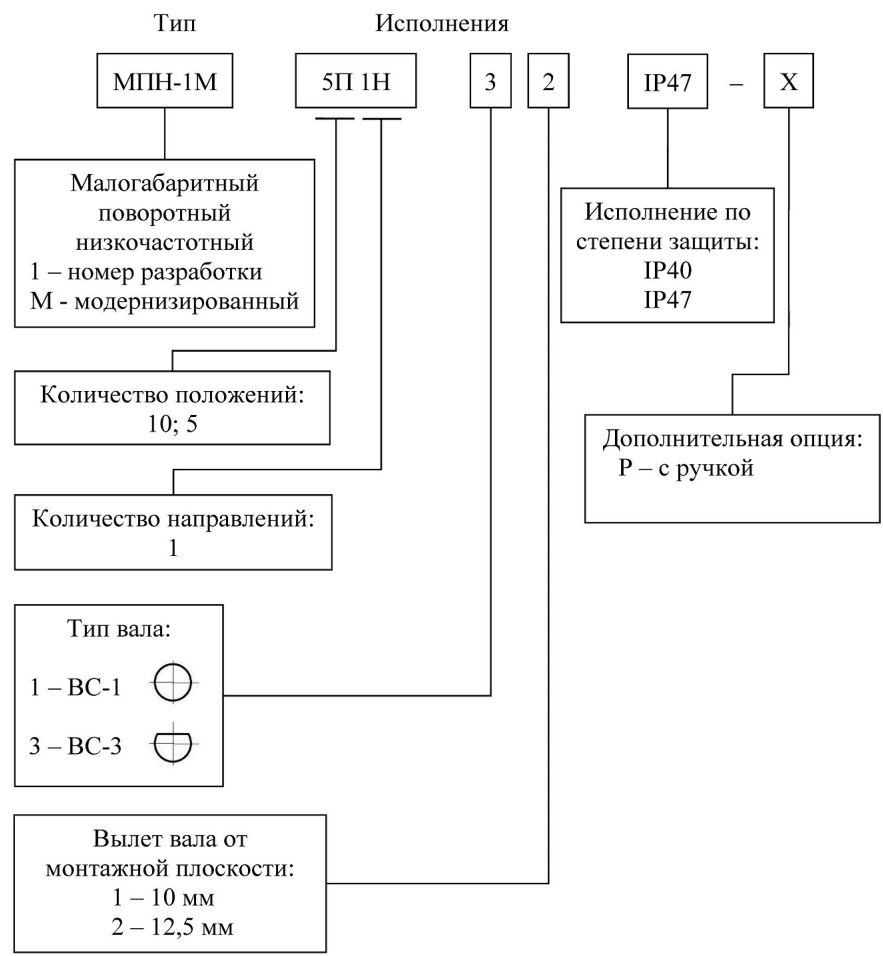 Тип
Исполнения
МПН-1М
5П 1Н
3
2
IP47
–
Х
Малогабаритный
поворотный
низкочастотный
1 – номер разработки
М - модернизированный
Исполнение по
степени защиты:
IP40
IP47
Количество положений:
10; 5
Дополнительная опция:
Р – с ручкой
Количество направлений:
1
Тип вала:
1 – ВС-1
3 – ВС-3
Вылет вала от
монтажной плоскости:
1 – 10 мм
2 – 12,5 мм